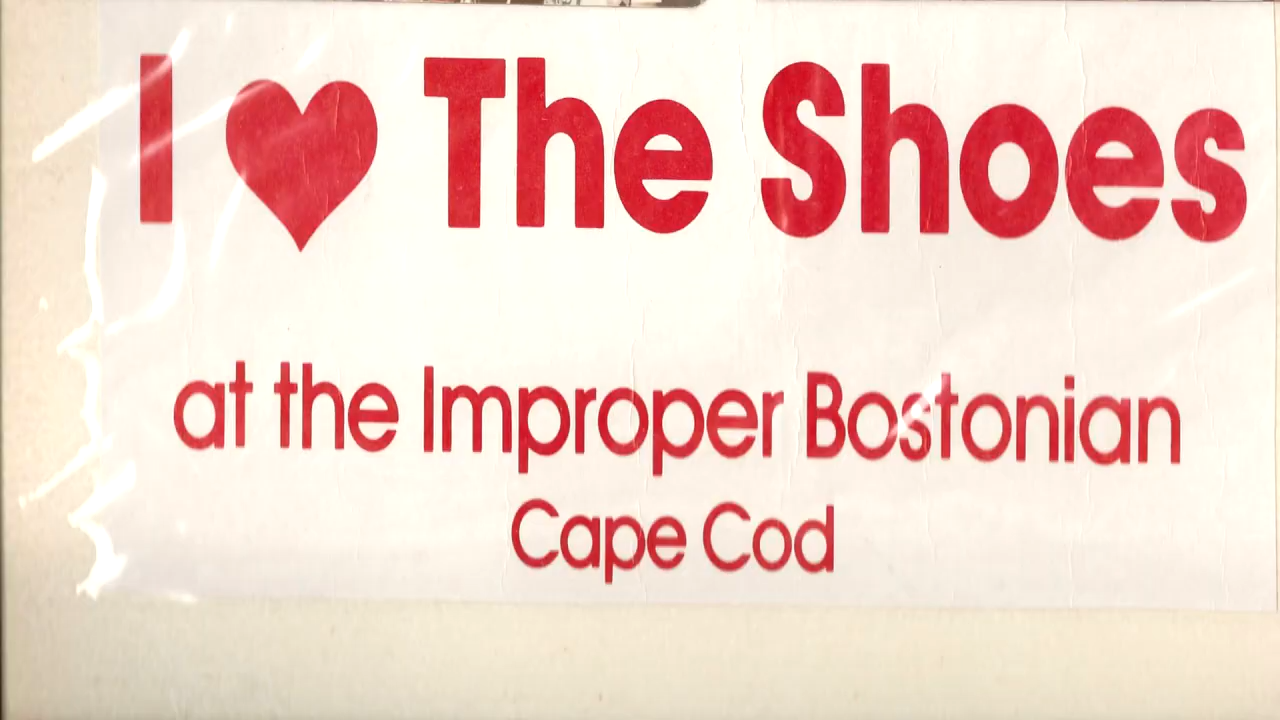 I ♥ The Shoes
at the Improper Bostonian
Cape Cod